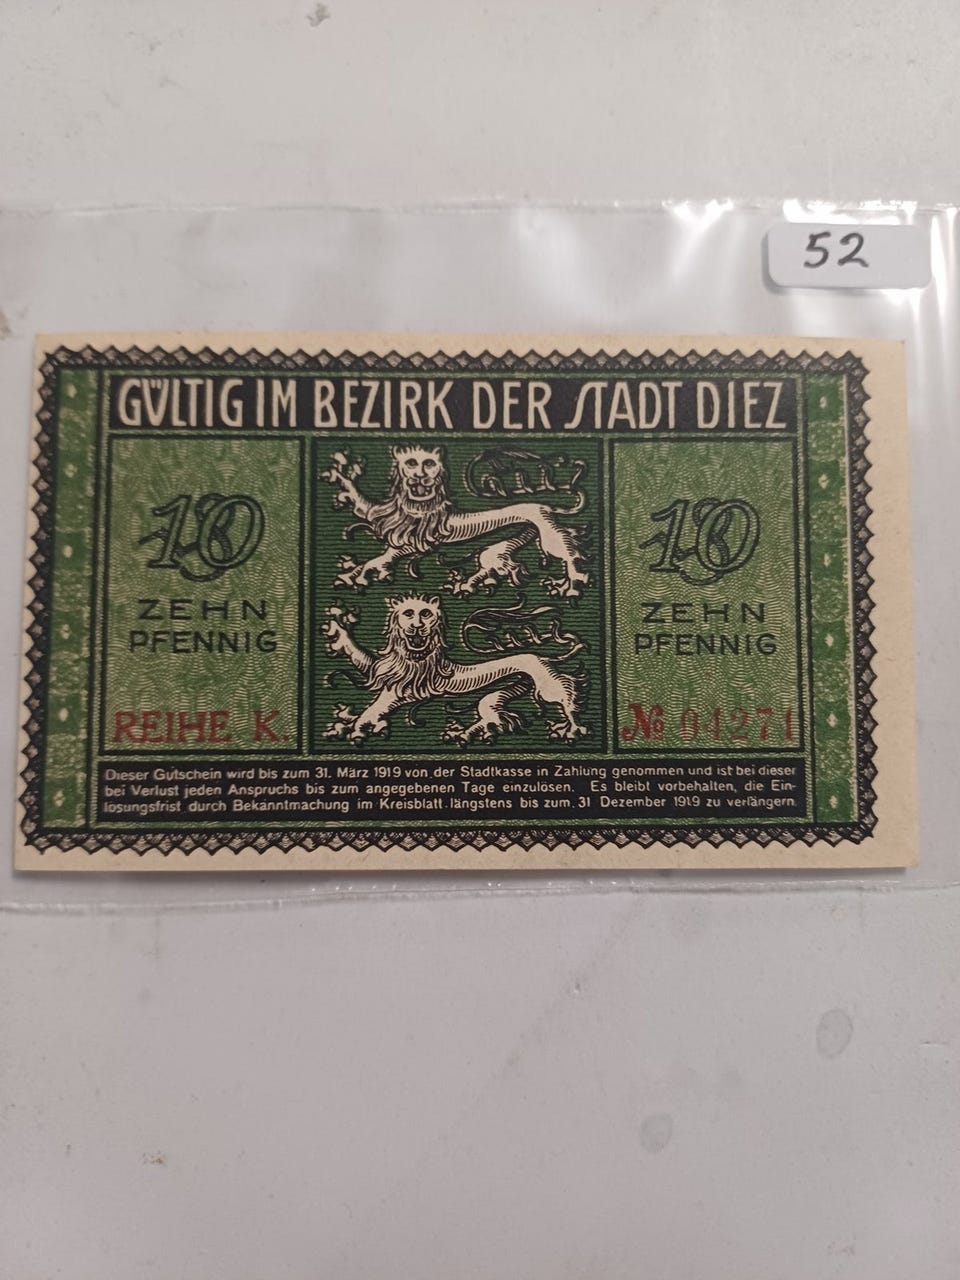 52
GÜLTIG IM BEZIRK DER STADT DIEZ
10
ZEHN
PFENNIG
REIHE K.
10
ZEHN
PFENNIG
№ 04271
Dieser Gutschein wird bis zum 31. März 1919 von der Stadtkasse in Zahlung genommen und ist bei dieser
bei Verlust jeden Anspruchs bis zum angegebenen Tage einzulösen. Es bleibt vorbehalten, die Ein-
lösungsfrist durch Bekanntmachung im Kreisblatt längstens bis zum 31 Dezember 1919 zu verlängern.